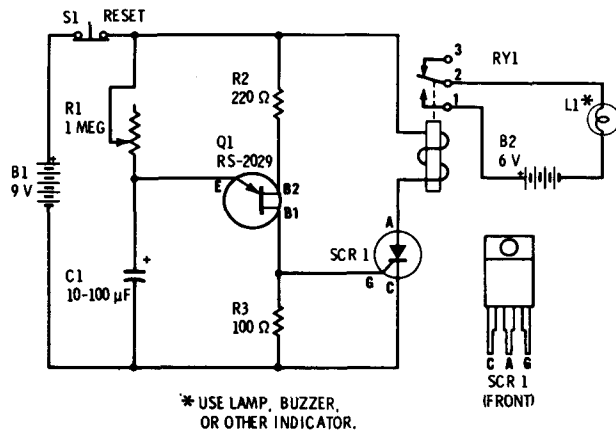 S1 RESET
R1
1 MEG
B1
9 V
+
C1
10-100 µF
+
R2
220 Ω
Q1
RS-2029
E
B2
B1
R3
100 Ω
A
SCR 1
G
C
3
2
1
RY1
L1*
B2
6 V
+
C A G
SCR 1
(FRONT)
* USE LAMP, BUZZER,
OR OTHER INDICATOR.